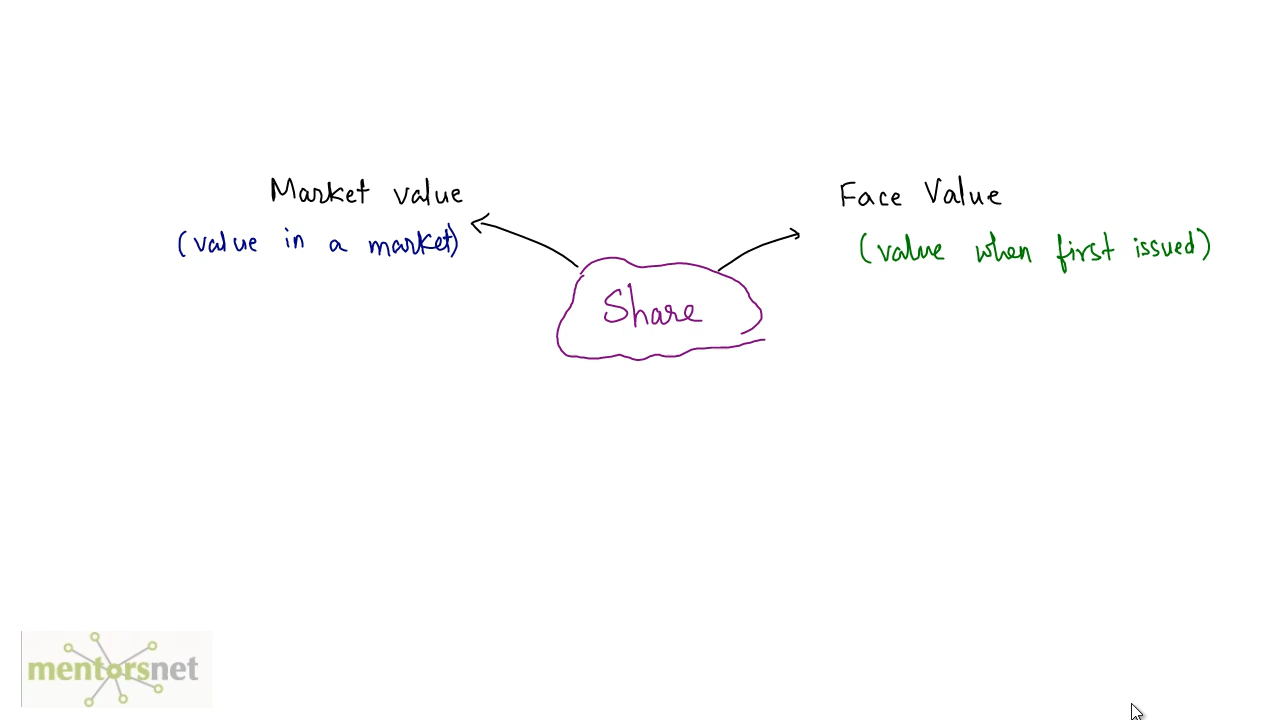 Market value
(value in a market)
Face Value
(value when first issued)
Share
mentorsnet